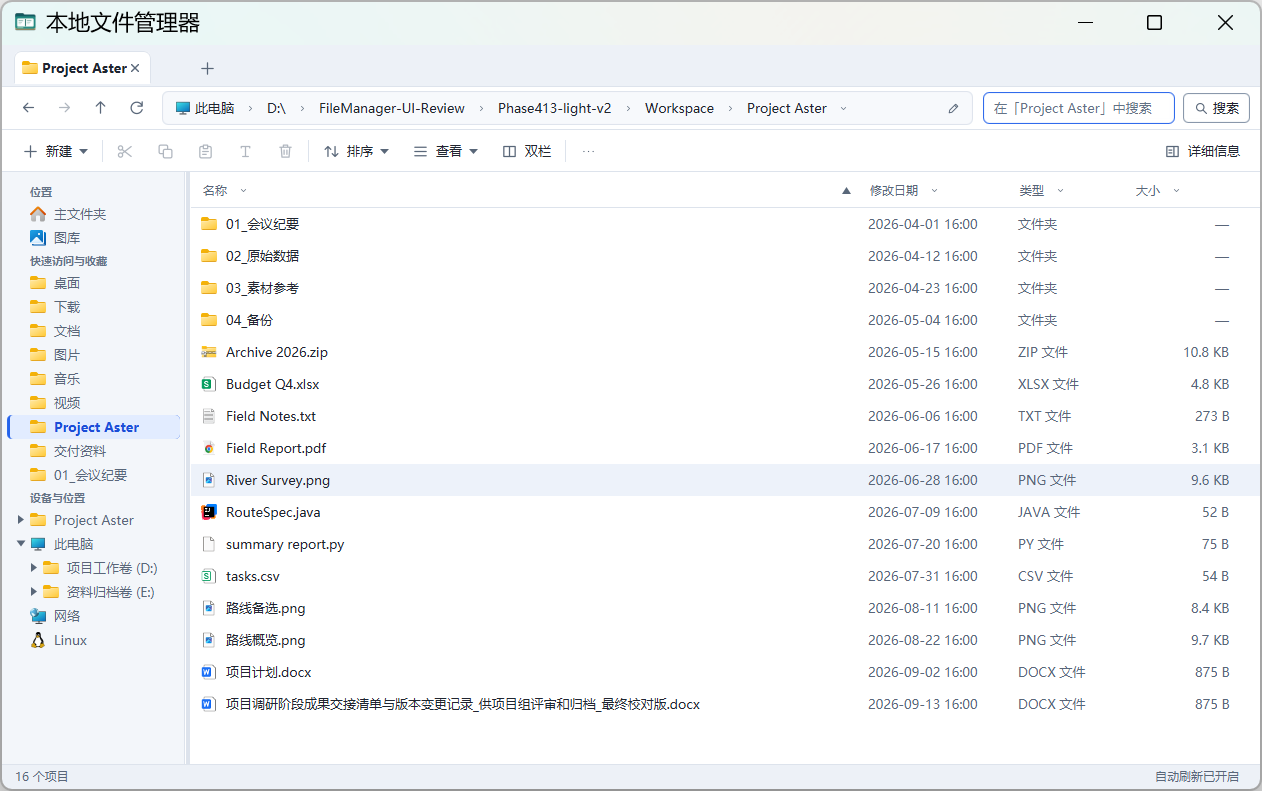 本地文件管理器
Project Aster
此电脑 D:\ FileManager-UI-Review Phase413-light-v2 Workspace Project Aster 在「Project Aster」中搜索 搜索
新建 排序 查看 双栏 ··· 详细信息
位置
主文件夹
图库
快速访问与收藏
桌面
下载
文档
图片
音乐
视频
Project Aster
交付资料
01_会议纪要
设备与位置
Project Aster
此电脑
项目工作卷 (D:)
资料归档卷 (E:)
网络
Linux
名称 修改日期 类型 大小
01_会议纪要 2026-04-01 16:00 文件夹 —
02_原始数据 2026-04-12 16:00 文件夹 —
03_素材参考 2026-04-23 16:00 文件夹 —
04_备份 2026-05-04 16:00 文件夹 —
Archive 2026.zip 2026-05-15 16:00 ZIP 文件 10.8 KB
Budget Q4.xlsx 2026-05-26 16:00 XLSX 文件 4.8 KB
Field Notes.txt 2026-06-06 16:00 TXT 文件 273 B
Field Report.pdf 2026-06-17 16:00 PDF 文件 3.1 KB
River Survey.png 2026-06-28 16:00 PNG 文件 9.6 KB
RouteSpec.java 2026-07-09 16:00 JAVA 文件 52 B
summary report.py 2026-07-20 16:00 PY 文件 75 B
tasks.csv 2026-07-31 16:00 CSV 文件 54 B
路线备选.png 2026-08-11 16:00 PNG 文件 8.4 KB
路线概览.png 2026-08-22 16:00 PNG 文件 9.7 KB
项目计划.docx 2026-09-02 16:00 DOCX 文件 875 B
项目调研阶段成果交接清单与版本变更记录_供项目组评审和归档_最终校对版.docx 2026-09-13 16:00 DOCX 文件 875 B
16 个项目 自动刷新已开启